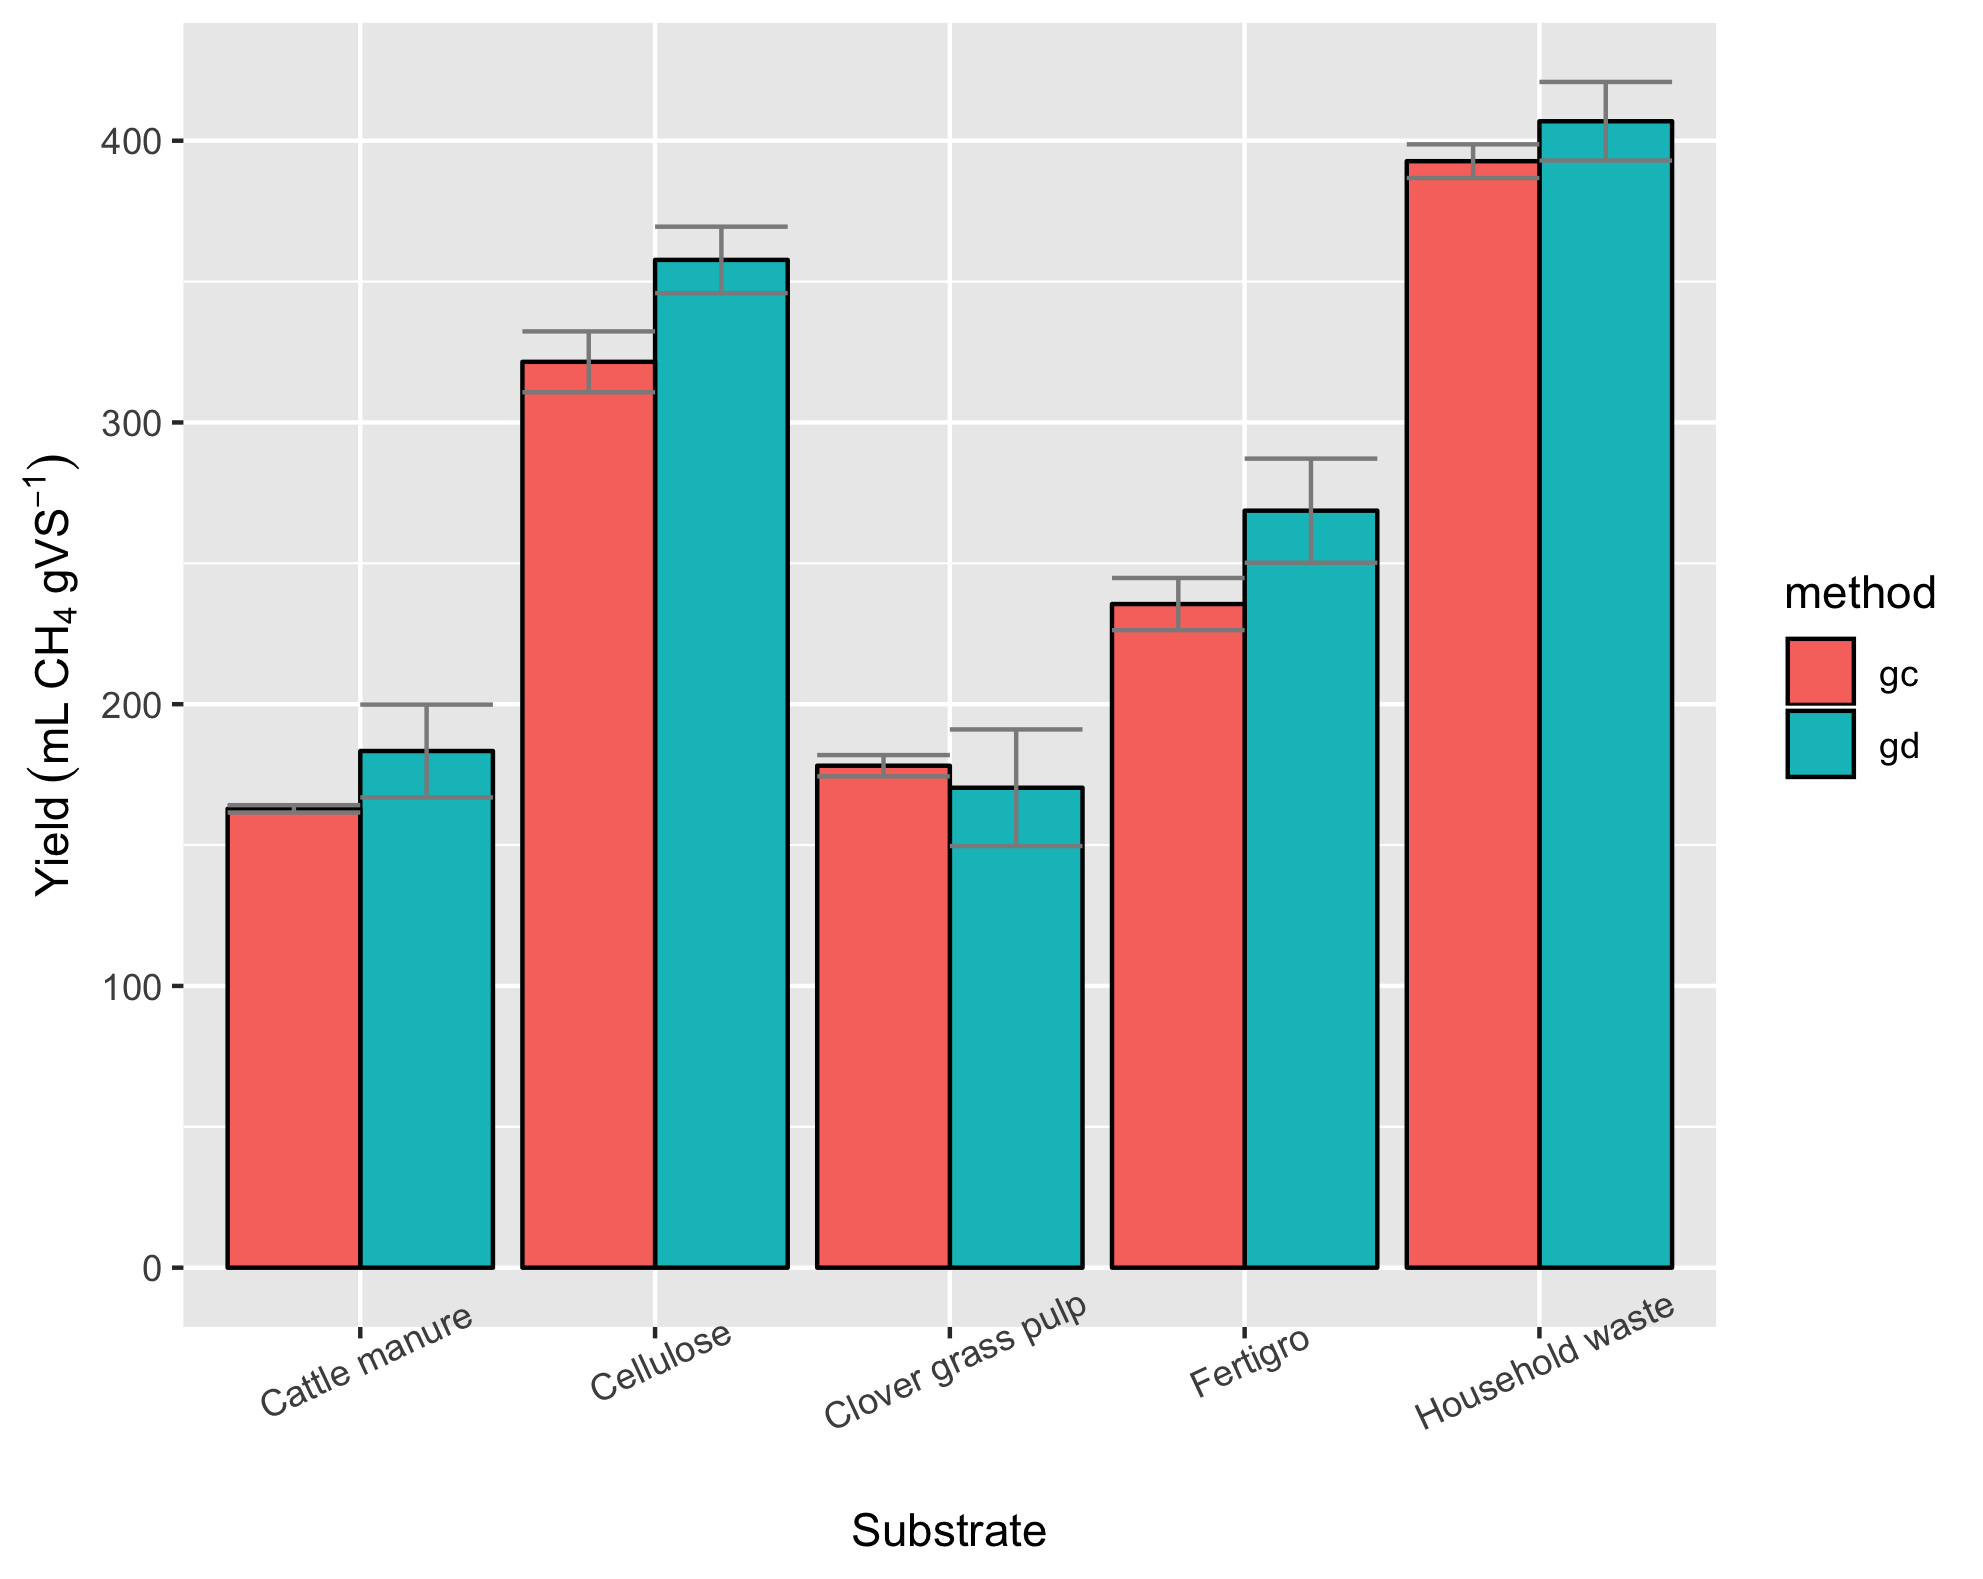 Yield (mL CH₄ gVS⁻¹)
400
300
200
100
0
Cattle manure
Cellulose
Clover grass pulp
Fertigro
Household waste
Substrate
method
gc
gd